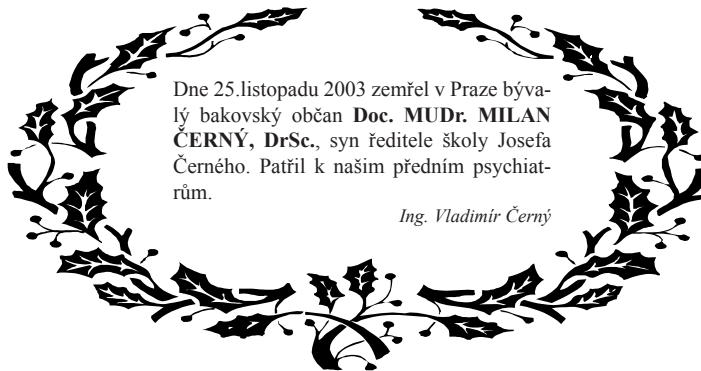 Dne 25.listopadu 2003 zemřel v Praze býva-
lý bakovský občan Doc. MUDr. MILAN
ČERNÝ, DrSc., syn ředitele školy Josefa
Černého. Patřil k našim předním psychiat-
rům.
Ing. Vladimír Černý